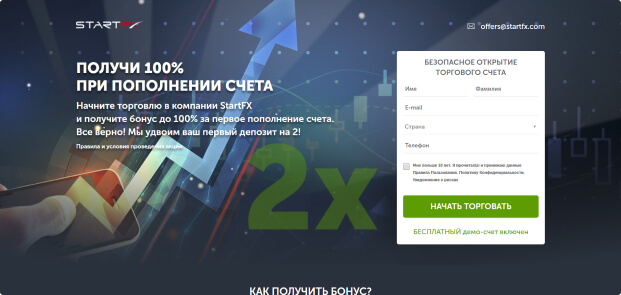 STARTFX
offers@startfx.com
ПОЛУЧИ 100%
ПРИ ПОПОЛНЕНИИ СЧЕТА
Начните торговлю в компании StartFX
и получите бонус до 100% за первое пополнение счета.
Все верно! Мы удвоим ваш первый депозит на 2!
Правила и условия проведения акции
2x
БЕЗОПАСНОЕ ОТКРЫТИЕ
ТОРГОВОГО СЧЕТА
Имя
Фамилия
E-mail
Страна
Телефон
Мне больше 18 лет. Я прочитал(а) и принимаю данные
Правила Пользования. Политику Конфиденциальности.
Уведомление о рисках
НАЧАТЬ ТОРГОВАТЬ
БЕСПЛАТНЫЙ демо-счет включен
КАК ПОЛУЧИТЬ БОНУС?